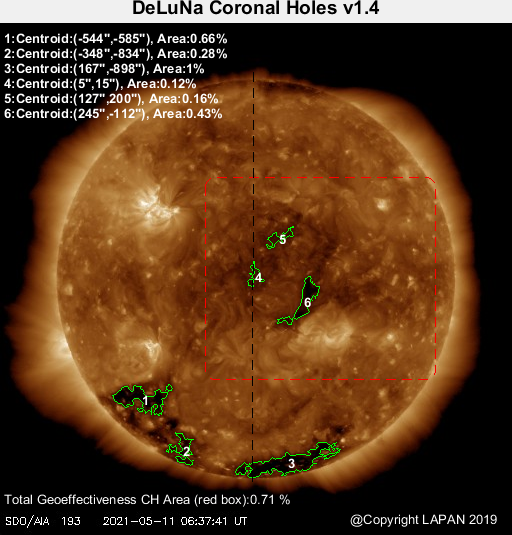 DeLuNa Coronal Holes v1.4
1:Centroid:(-544",-585"), Area:0.66%
2:Centroid:(-348",-834"), Area:0.28%
3:Centroid:(167",-898"), Area:1%
4:Centroid:(5",15"), Area:0.12%
5:Centroid:(127",200"), Area:0.16%
6:Centroid:(245",-112"), Area:0.43%
5
4
6
1
2
3
Total Geoeffectiveness CH Area (red box):0.71 %
SDO/AIA 193 2021-05-11 06:37:41 UT
@Copyright LAPAN 2019